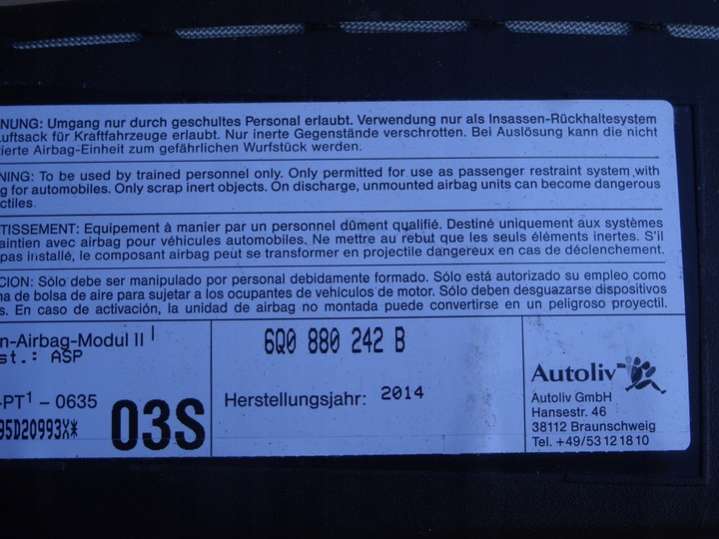 NUNG: Umgang nur durch geschultes Personal erlaubt. Verwendung nur als Insassen-Rückhaltesystem
uftsack für Kraftfahrzeuge erlaubt. Nur inerte Gegenstände verschrotten. Bei Auslösung kann die nicht
ierte Airbag-Einheit zum gefährlichen Wurfstück werden.
NING: To be used by trained personnel only. Only permitted for use as passenger restraint system with
g for automobiles. Only scrap inert objects. On discharge, unmounted airbag units can become dangerous
ctiles.
TISSEMENT: Equipement à manier par un personnel dûment qualifié. Destiné uniquement aux systèmes
aintien avec airbag pour véhicules automobiles. Ne mettre au rebut que les seuls éléments inertes. S'il
pas installé, le composant airbag peut se transformer en projectile dangereux en cas de déclenchement.
CION: Sólo debe ser manipulado por personal debidamente formado. Sólo está autorizado su empleo como
na de bolsa de aire para sujetar a los ocupantes de vehículos de motor. Sólo deben desguazarse dispositivos
s. En caso de activación, la unidad de airbag no montada puede convertirse en un peligroso proyectil.
n-Airbag-Modul II
st.: ASP
-PT1 - 0635
95D20993X*
03S
6Q0 880 242 B
Herstellungsjahr: 2014
Autoliv
Autoliv GmbH
Hansestr. 46
38112 Braunschweig
Tel. +49/53 12 18 10